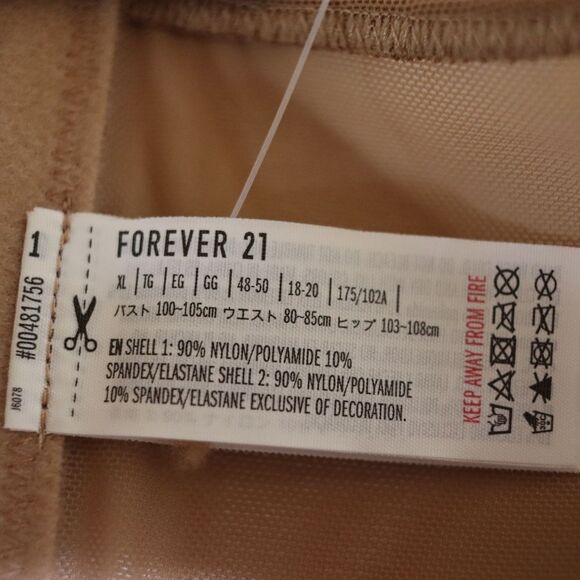 1
#00481756
J6078
FOREVER 21
XL | TG | EG | GG | 48-50 | 18-20 | 175/102A |
バスト 100~105cm ウエスト 80~85cm ヒップ 103~108cm
EN SHELL 1: 90% NYLON/POLYAMIDE 10%
SPANDEX/ELASTANE SHELL 2: 90% NYLON/POLYAMIDE
10% SPANDEX/ELASTANE EXCLUSIVE OF DECORATION.
KEEP AWAY FROM FIRE